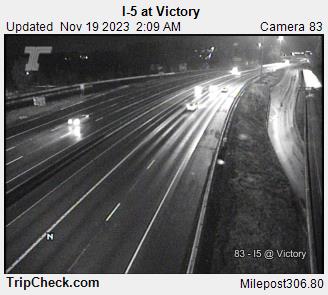 I-5 at Victory
Updated Nov 19 2023 2:09 AM Camera 83
T
N
83 - I5 @ Victory
TripCheck.com Milepost306.80